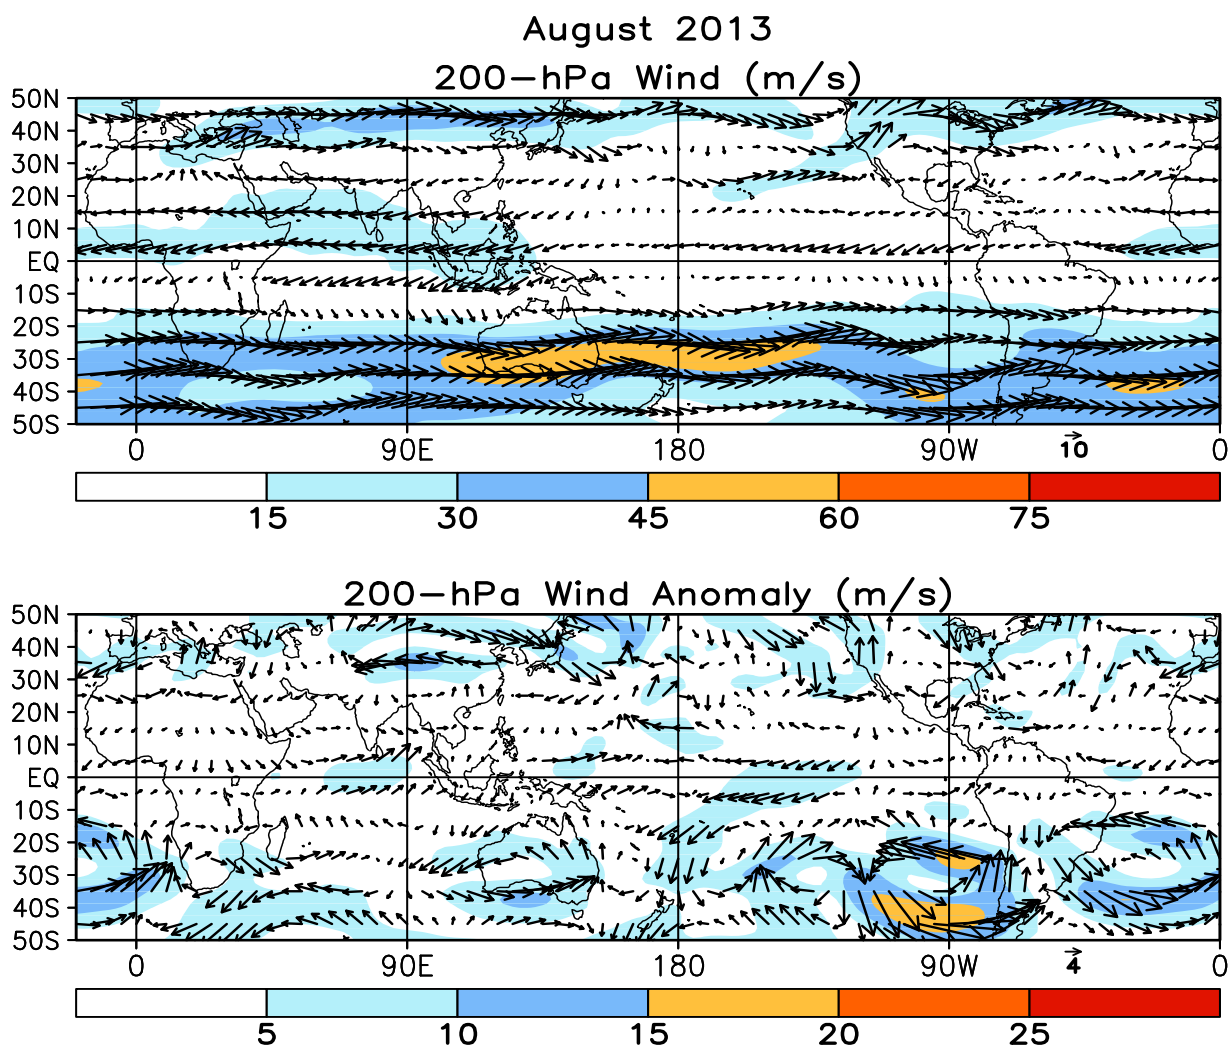 August 2013
200-hPa Wind (m/s)
50N
40N
30N
20N
10N
EQ
10S
20S
30S
40S
50S
0 90E 180 90W 10 0
15 30 45 60 75
200-hPa Wind Anomaly (m/s)
50N
40N
30N
20N
10N
EQ
10S
20S
30S
40S
50S
0 90E 180 90W 4 0
5 10 15 20 25